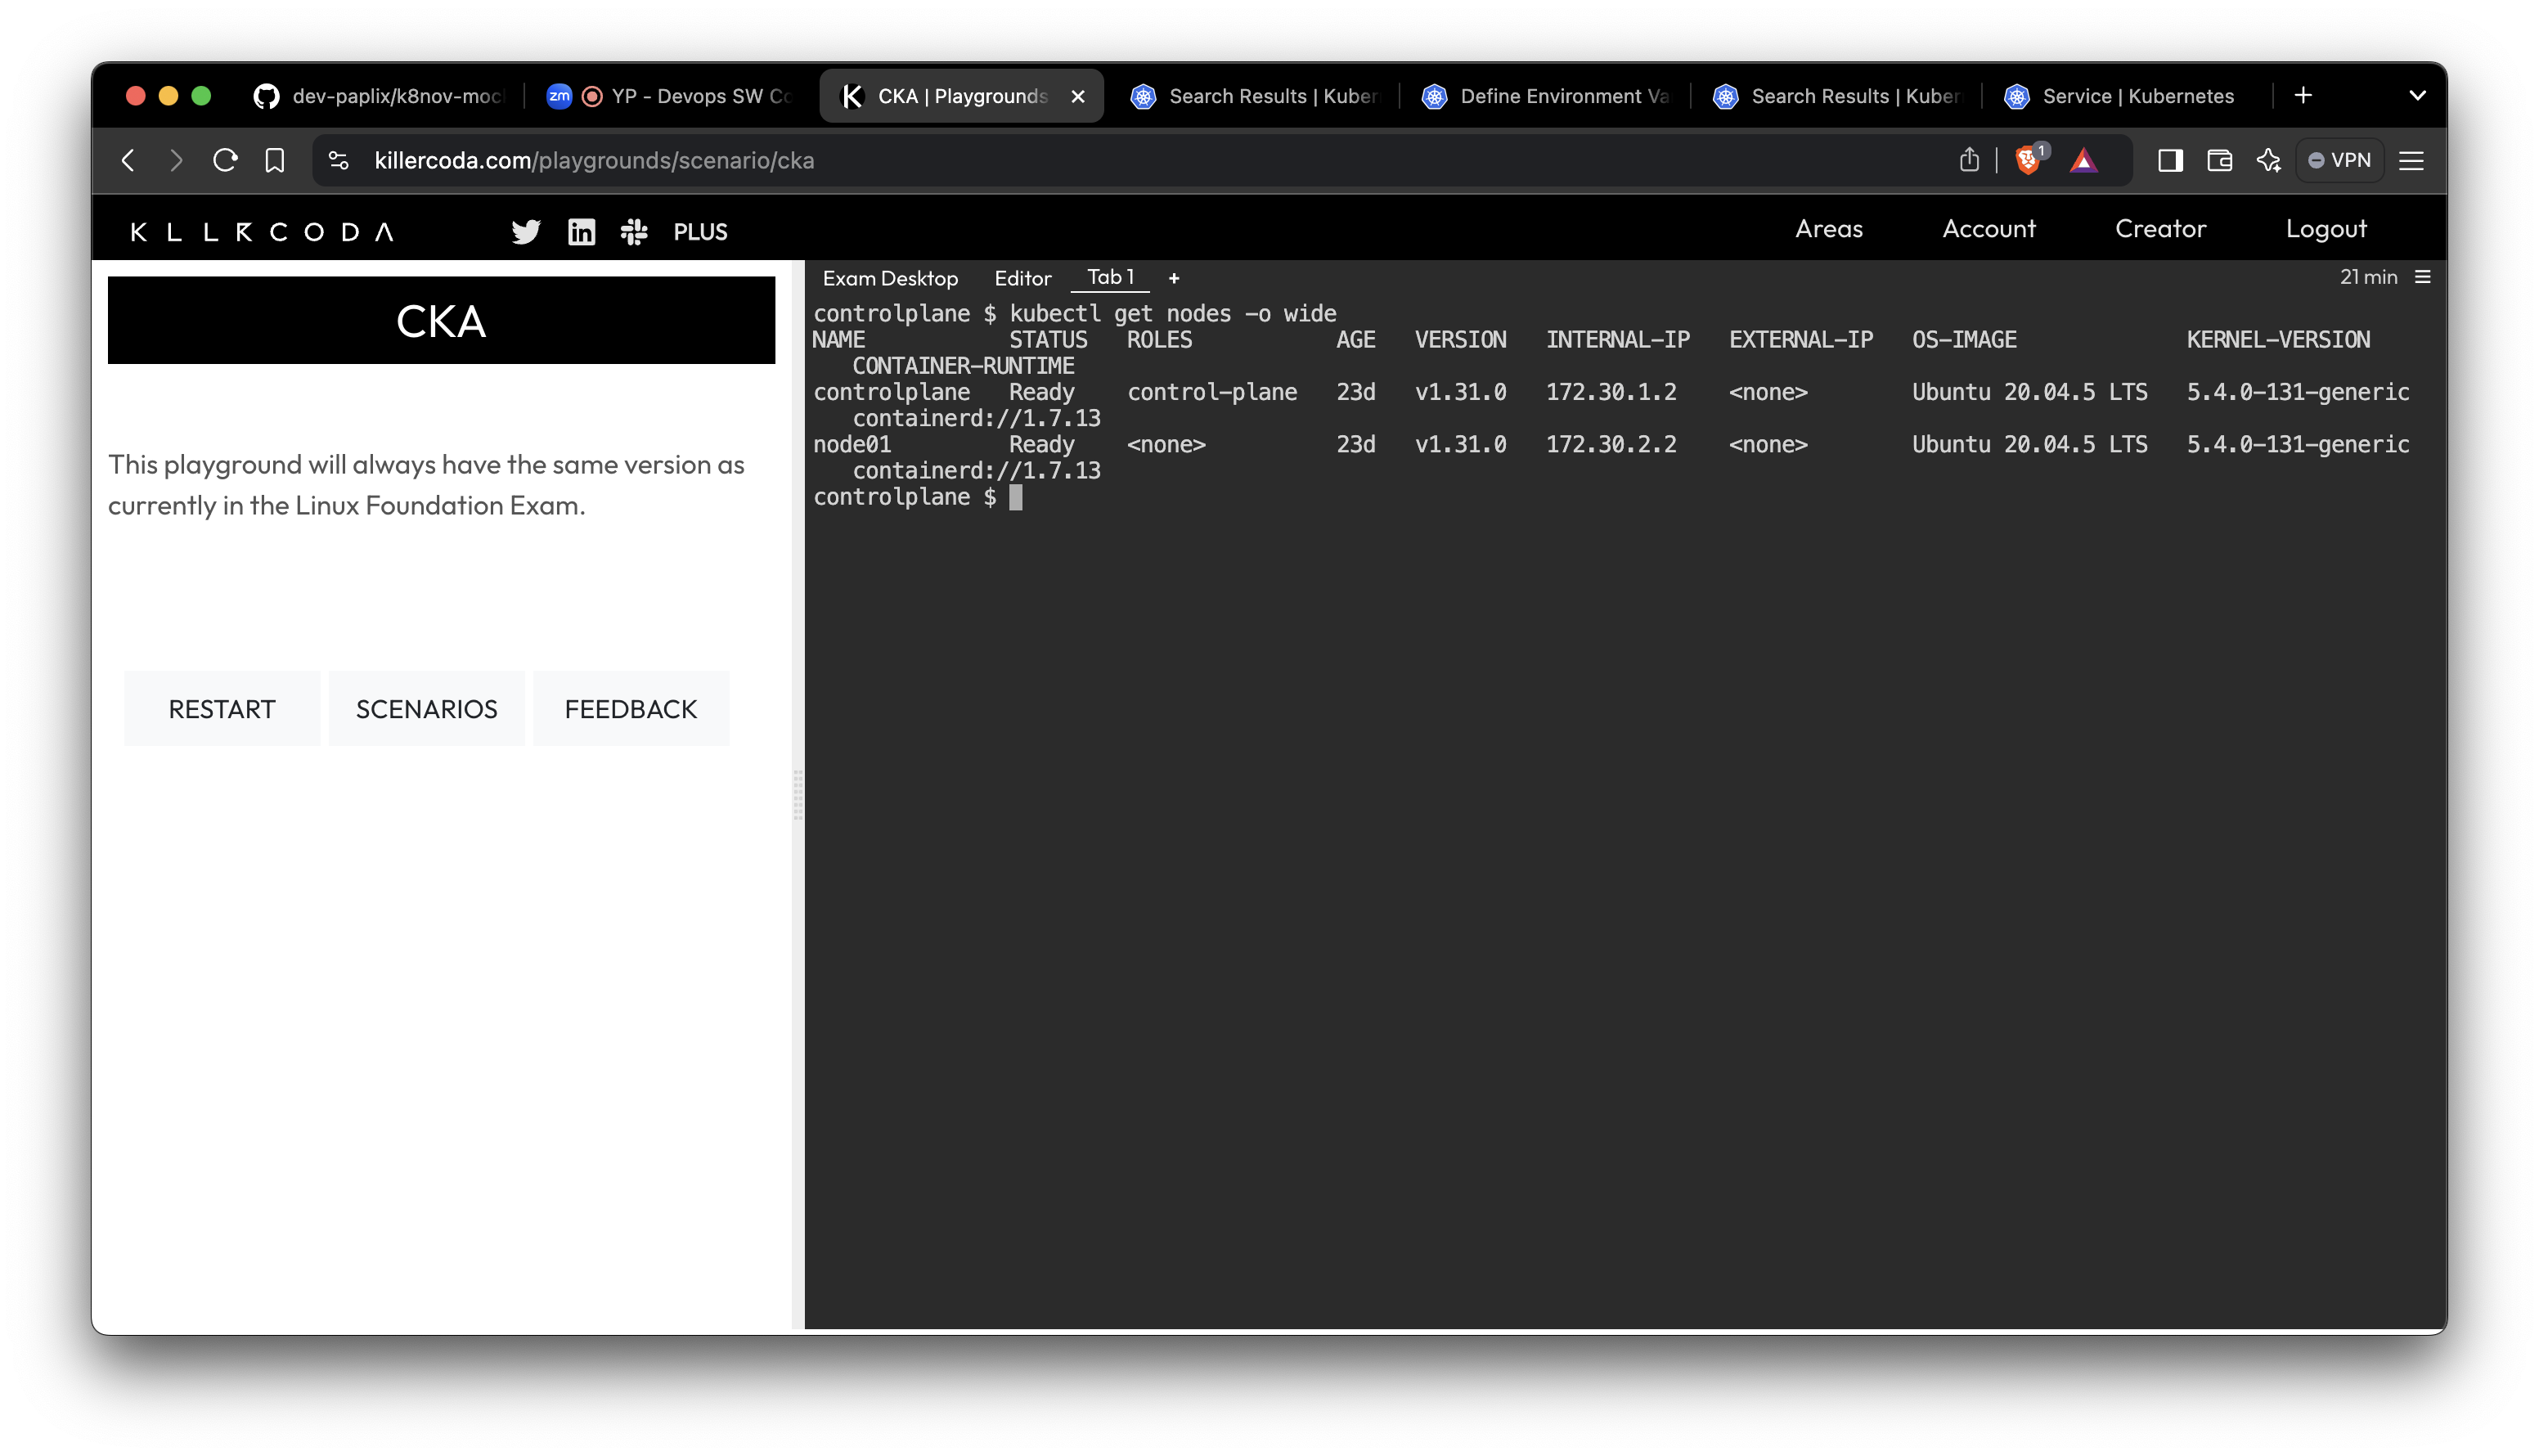 dev-paplix/k8nov-moc
zm YP - Devops SW Co
CKA | Playgrounds
Search Results | Kuber
Define Environment Va
Search Results | Kuber
Service | Kubernetes
killercoda.com/playgrounds/scenario/cka
1
VPN
KLLRCODA
PLUS
Areas
Account
Creator
Logout
CKA
This playground will always have the same version as
currently in the Linux Foundation Exam.
RESTART
SCENARIOS
FEEDBACK
Exam Desktop Editor Tab 1 +
21 min
controlplane $ kubectl get nodes -o wide
NAME STATUS ROLES AGE VERSION INTERNAL-IP EXTERNAL-IP OS-IMAGE KERNEL-VERSION
CONTAINER-RUNTIME
controlplane Ready control-plane 23d v1.31.0 172.30.1.2 <none> Ubuntu 20.04.5 LTS 5.4.0-131-generic
containerd://1.7.13
node01 Ready <none> 23d v1.31.0 172.30.2.2 <none> Ubuntu 20.04.5 LTS 5.4.0-131-generic
containerd://1.7.13
controlplane $